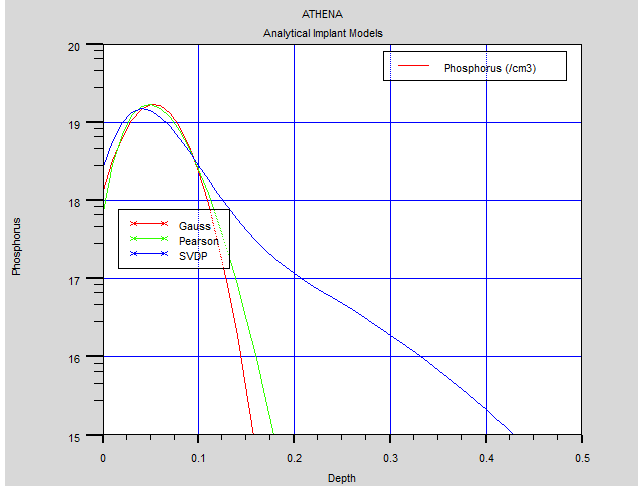 ATHENA
Analytical Implant Models
Phosphorus (/cm3)
Phosphorus
20
19
18
17
16
15
Gauss
Pearson
SVDP
0 0.1 0.2 0.3 0.4 0.5
Depth